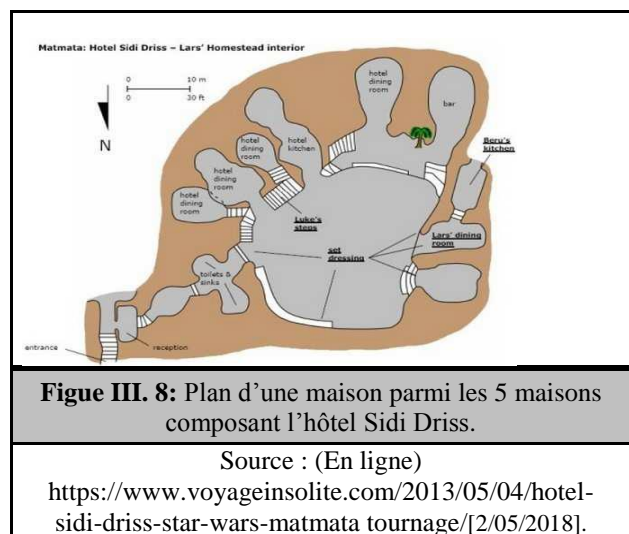 Matmata: Hotel Sidi Driss – Lars' Homestead interior
0 10 m
0 30 ft
N
hotel
dining
room
bar
Beru's
kitchen
hotel
kitchen
hotel
dining
room
hotel
dining
room
hotel
dining
room
Luke's
steps
set
dressing
Lars' dining
room
toilets &
sinks
reception
entrance
Figue III. 8: Plan d'une maison parmi les 5 maisons
composant l'hôtel Sidi Driss.
Source : (En ligne)
https://www.voyageinsolite.com/2013/05/04/hotel-
sidi-driss-star-wars-matmata tournage/[2/05/2018].